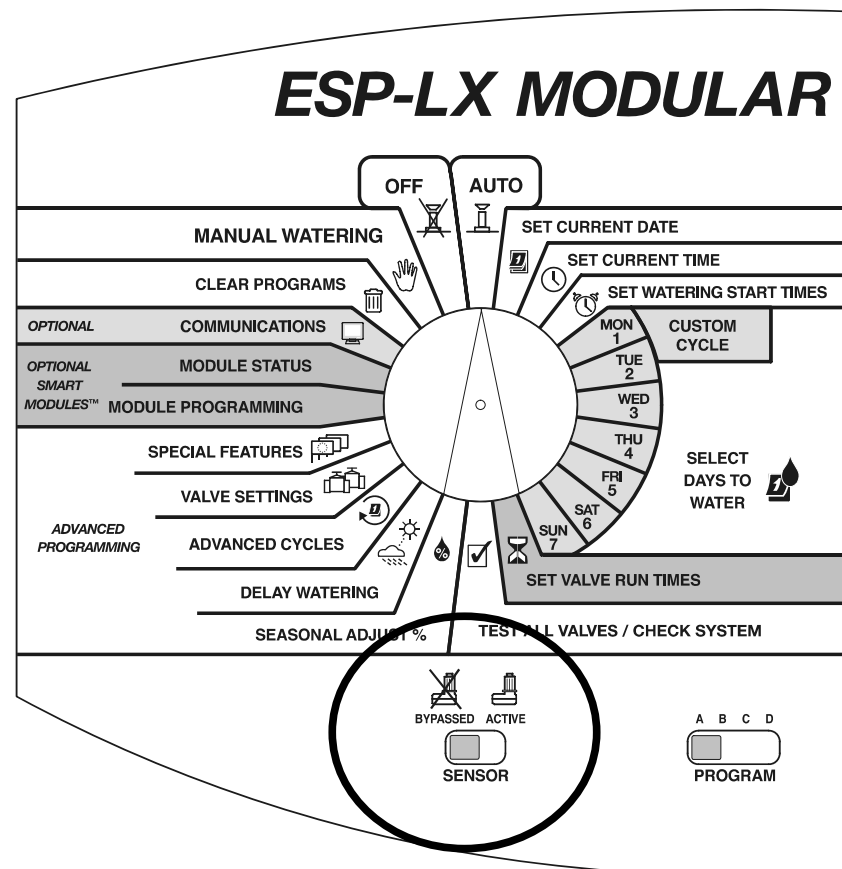 ESP-LX MODULAR
OFF
AUTO
MANUAL WATERING
SET CURRENT DATE
CLEAR PROGRAMS
SET CURRENT TIME
SET WATERING START TIMES
OPTIONAL
COMMUNICATIONS
MON
1
CUSTOM
CYCLE
OPTIONAL
SMART
MODULES™
MODULE STATUS
MODULE PROGRAMMING
TUE
2
WED
3
THU
4
FRI
5
SAT
6
SUN
7
SELECT
DAYS TO
WATER
SPECIAL FEATURES
VALVE SETTINGS
ADVANCED
PROGRAMMING
ADVANCED CYCLES
DELAY WATERING
SEASONAL ADJUST %
%
SET VALVE RUN TIMES
TEST ALL VALVES / CHECK SYSTEM
BYPASSED ACTIVE
SENSOR
A B C D
PROGRAM